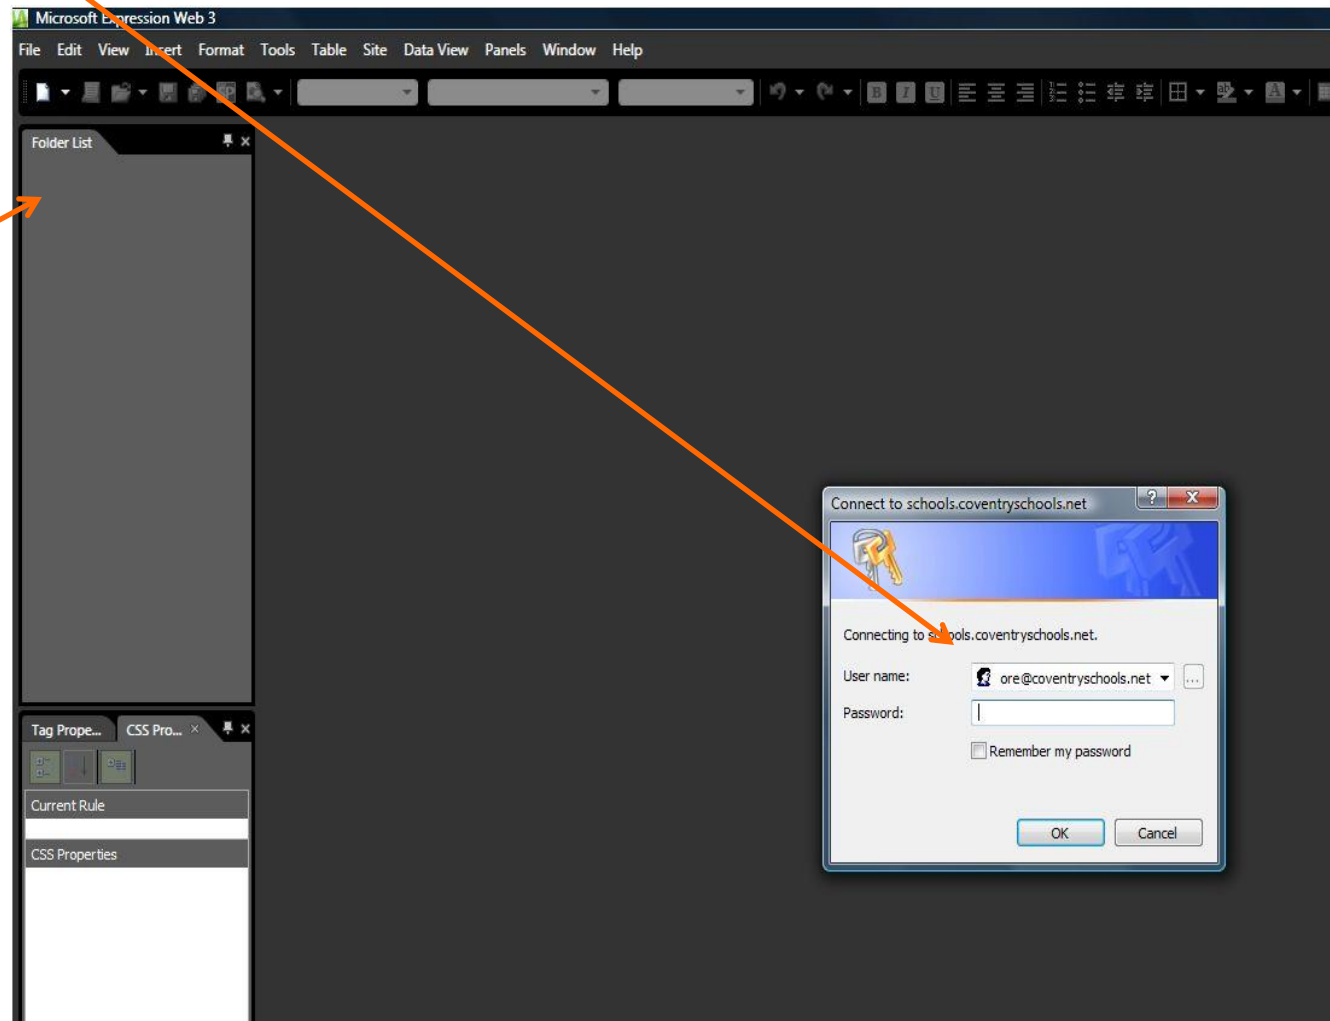 Microsoft Expression Web 3
File Edit View Insert Format Tools Table Site Data View Panels Window Help
B I U
Folder List
Connect to schools.coventryschools.net
Connecting to schools.coventryschools.net.
User name: ore@coventryschools.net ...
Password:
Remember my password
OK Cancel
Tag Prope... CSS Pro...
Current Rule
CSS Properties